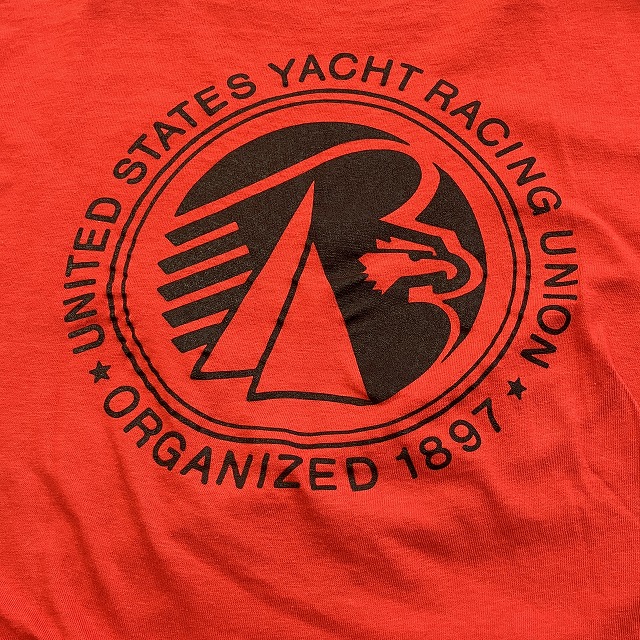 UNITED STATES YACHT RACING UNION
★ ORGANIZED 1897 ★